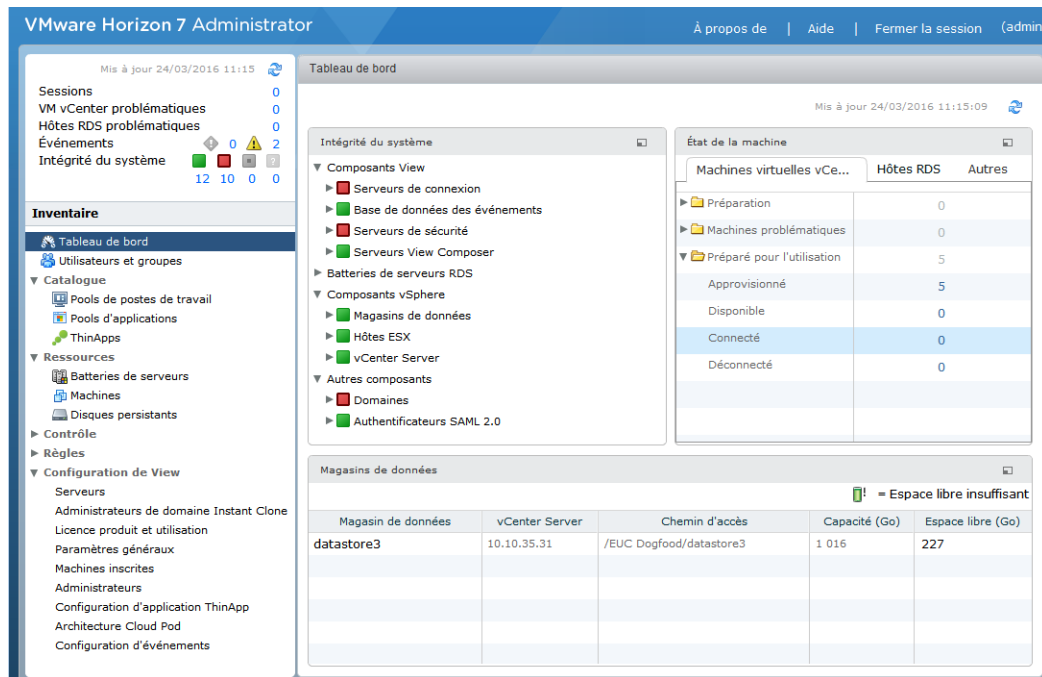 VMware Horizon 7 Administrator
À propos de | Aide | Fermer la session (admin
Mis à jour 24/03/2016 11:15
Sessions 0
VM vCenter problématiques 0
Hôtes RDS problématiques 0
Événements 0 2
Intégrité du système
12 10 0 0
Inventaire
Tableau de bord
Utilisateurs et groupes
Catalogue
Pools de postes de travail
Pools d'applications
ThinApps
Ressources
Batteries de serveurs
Machines
Disques persistants
Contrôle
Règles
Configuration de View
Serveurs
Administrateurs de domaine Instant Clone
Licence produit et utilisation
Paramètres généraux
Machines inscrites
Administrateurs
Configuration d'application ThinApp
Architecture Cloud Pod
Configuration d'événements
Tableau de bord
Mis à jour 24/03/2016 11:15:09
Intégrité du système
Composants View
Serveurs de connexion
Base de données des événements
Serveurs de sécurité
Serveurs View Composer
Batteries de serveurs RDS
Composants vSphere
Magasins de données
Hôtes ESX
vCenter Server
Autres composants
Domaines
Authentificateurs SAML 2.0
État de la machine
Machines virtuelles vCe... Hôtes RDS Autres
Préparation 0
Machines problématiques 0
Préparé pour l'utilisation 5
Approvisionné 5
Disponible 0
Connecté 0
Déconnecté 0
Magasins de données
! = Espace libre insuffisant
Magasin de données vCenter Server Chemin d'accès Capacité (Go) Espace libre (Go)
datastore3 10.10.35.31 /EUC Dogfood/datastore3 1 016 227